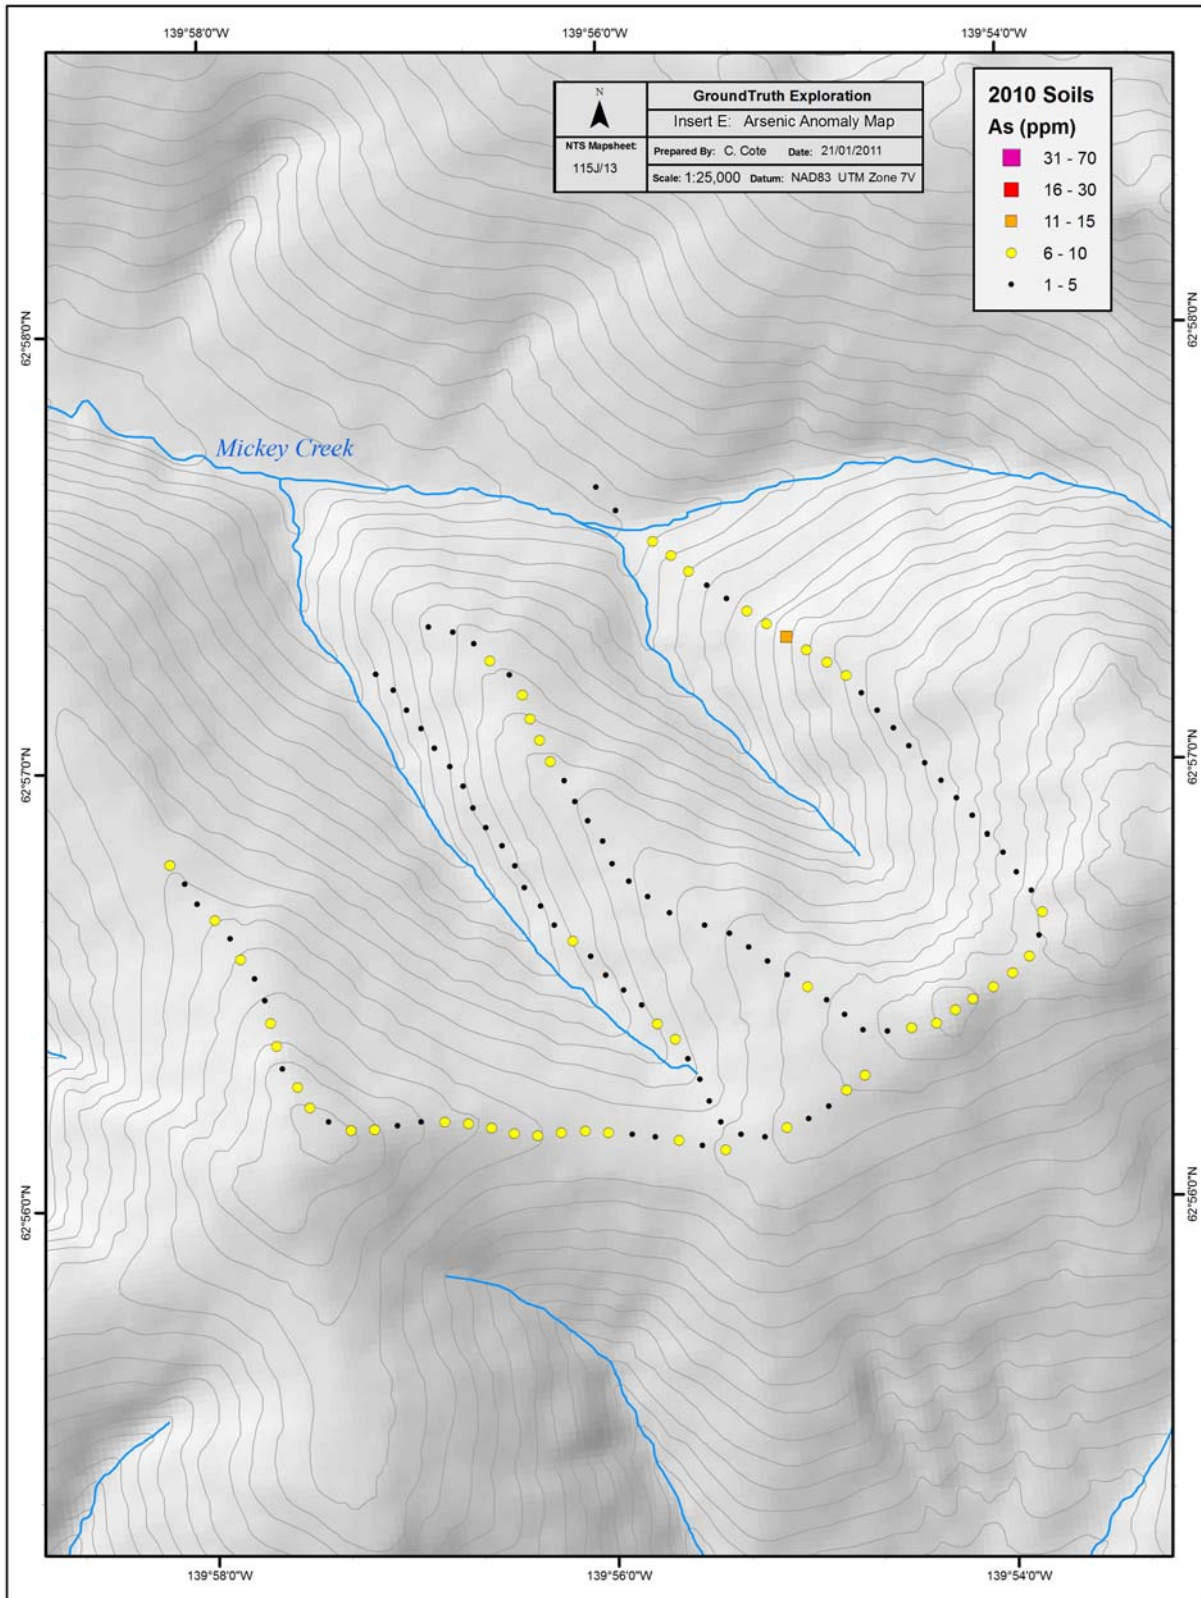 139°58'0"W 139°56'0"W 139°54'0"W
N
NTS Mapsheet:
115J/13
GroundTruth Exploration
Insert E: Arsenic Anomaly Map
Prepared By: C. Cote Date: 21/01/2011
Scale: 1:25,000 Datum: NAD83 UTM Zone 7V
2010 Soils
As (ppm)
31 - 70
16 - 30
11 - 15
6 - 10
1 - 5
62°58'0"N
62°58'0"N
Mickey Creek
62°57'0"N
62°57'0"N
62°56'0"N
62°56'0"N
139°58'0"W 139°56'0"W 139°54'0"W